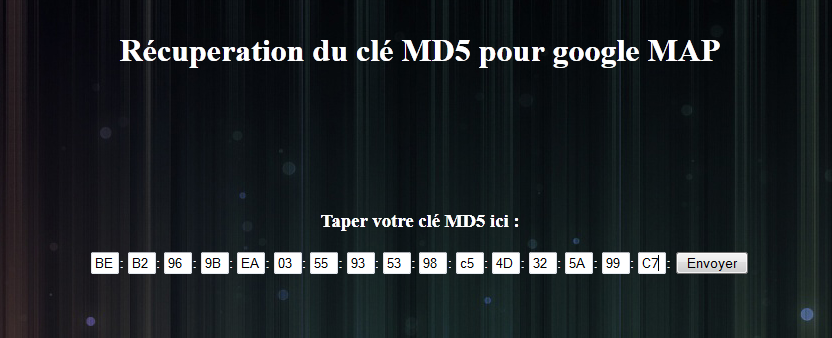 Récuperation du clé MD5 pour google MAP
Taper votre clé MD5 ici :
BE : B2 : 96 : 9B : EA : 03 : 55 : 93 : 53 : 98 : c5 : 4D : 32 : 5A : 99 : C7 : Envoyer